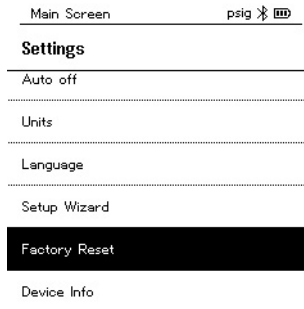 Main Screen psig
Settings
Auto off
Units
Language
Setup Wizard
Factory Reset
Device Info